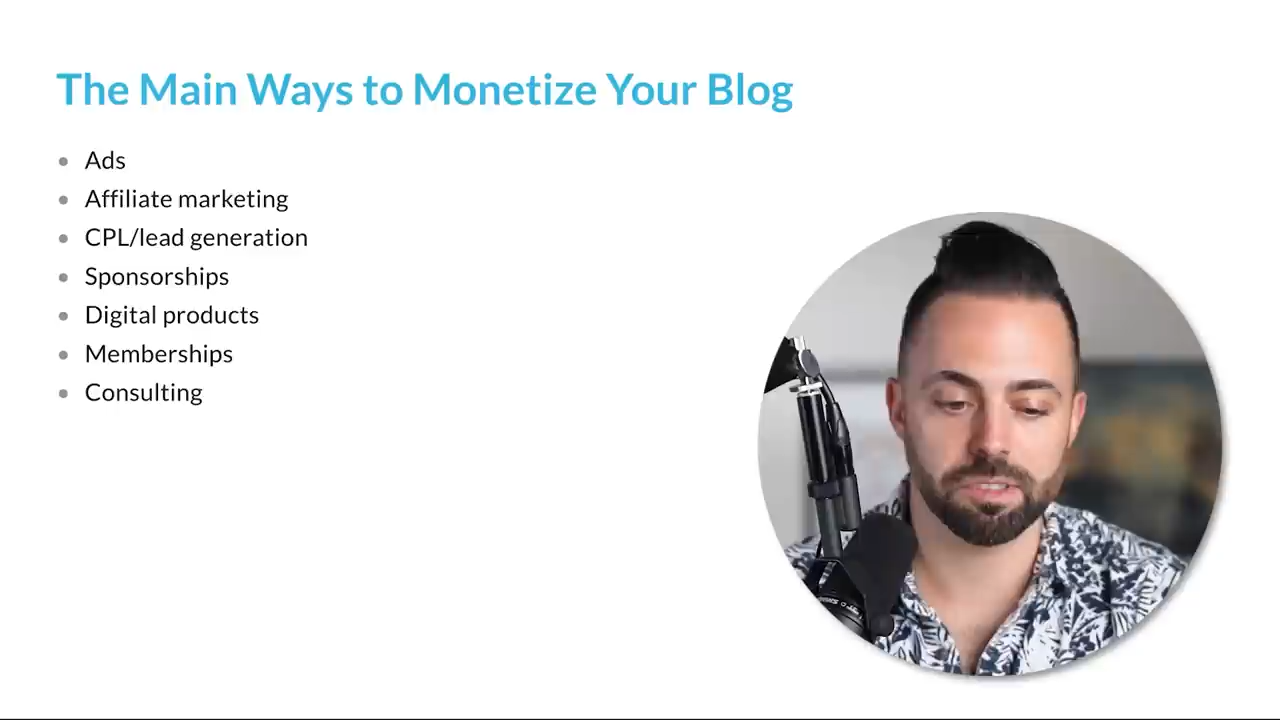 The Main Ways to Monetize Your Blog
Ads
Affiliate marketing
CPL/lead generation
Sponsorships
Digital products
Memberships
Consulting